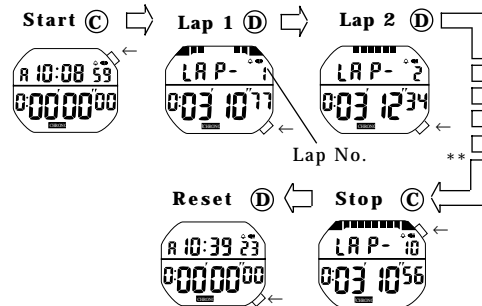 Start Ⓒ Lap 1 Ⓓ Lap 2 Ⓓ
A 10:08 59
0:00'00"00
CHRONO
LAP- 1
0:03'10"77
LAP- 2
0:03'12"34
Lap No.
**
Reset Ⓓ Stop Ⓒ
A 10:39 23
0:00'00"00
LAP- 10
0:03'10"56